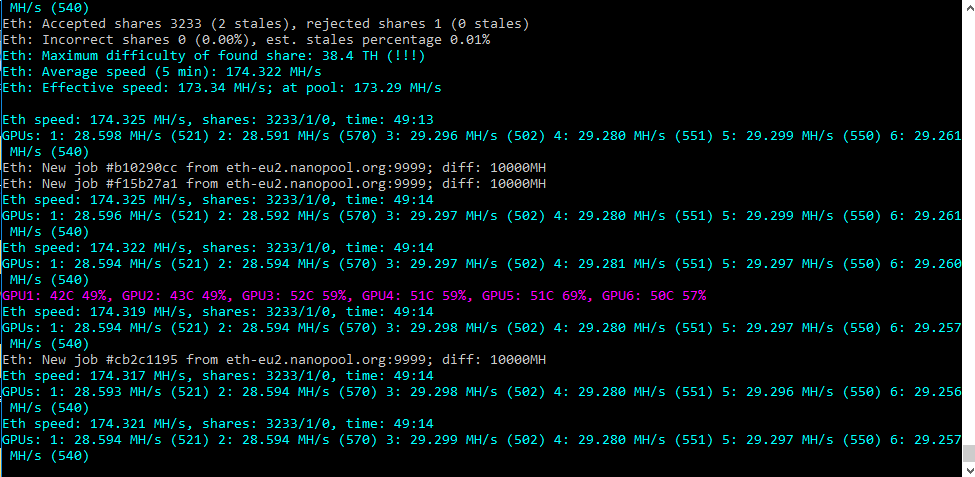 MH/s (540)
Eth: Accepted shares 3233 (2 stales), rejected shares 1 (0 stales)
Eth: Incorrect shares 0 (0.00%), est. stales percentage 0.01%
Eth: Maximum difficulty of found share: 38.4 TH (!!!)
Eth: Average speed (5 min): 174.322 MH/s
Eth: Effective speed: 173.34 MH/s; at pool: 173.29 MH/s
Eth speed: 174.325 MH/s, shares: 3233/1/0, time: 49:13
GPUs: 1: 28.598 MH/s (521) 2: 28.591 MH/s (570) 3: 29.296 MH/s (502) 4: 29.280 MH/s (551) 5: 29.299 MH/s (550) 6: 29.261
MH/s (540)
Eth: New job #b10290cc from eth-eu2.nanopool.org:9999; diff: 10000MH
Eth: New job #f15b27a1 from eth-eu2.nanopool.org:9999; diff: 10000MH
Eth speed: 174.325 MH/s, shares: 3233/1/0, time: 49:14
GPUs: 1: 28.596 MH/s (521) 2: 28.592 MH/s (570) 3: 29.297 MH/s (502) 4: 29.280 MH/s (551) 5: 29.299 MH/s (550) 6: 29.261
MH/s (540)
Eth speed: 174.322 MH/s, shares: 3233/1/0, time: 49:14
GPUs: 1: 28.594 MH/s (521) 2: 28.594 MH/s (570) 3: 29.297 MH/s (502) 4: 29.281 MH/s (551) 5: 29.297 MH/s (550) 6: 29.260
MH/s (540)
GPU1: 42C 49%, GPU2: 43C 49%, GPU3: 52C 59%, GPU4: 51C 59%, GPU5: 51C 69%, GPU6: 50C 57%
Eth speed: 174.319 MH/s, shares: 3233/1/0, time: 49:14
GPUs: 1: 28.594 MH/s (521) 2: 28.594 MH/s (570) 3: 29.298 MH/s (502) 4: 29.280 MH/s (551) 5: 29.297 MH/s (550) 6: 29.257
MH/s (540)
Eth: New job #cb2c1195 from eth-eu2.nanopool.org:9999; diff: 10000MH
Eth speed: 174.317 MH/s, shares: 3233/1/0, time: 49:14
GPUs: 1: 28.593 MH/s (521) 2: 28.594 MH/s (570) 3: 29.298 MH/s (502) 4: 29.280 MH/s (551) 5: 29.296 MH/s (550) 6: 29.256
MH/s (540)
Eth speed: 174.321 MH/s, shares: 3233/1/0, time: 49:14
GPUs: 1: 28.594 MH/s (521) 2: 28.594 MH/s (570) 3: 29.299 MH/s (502) 4: 29.280 MH/s (551) 5: 29.297 MH/s (550) 6: 29.257
MH/s (540)